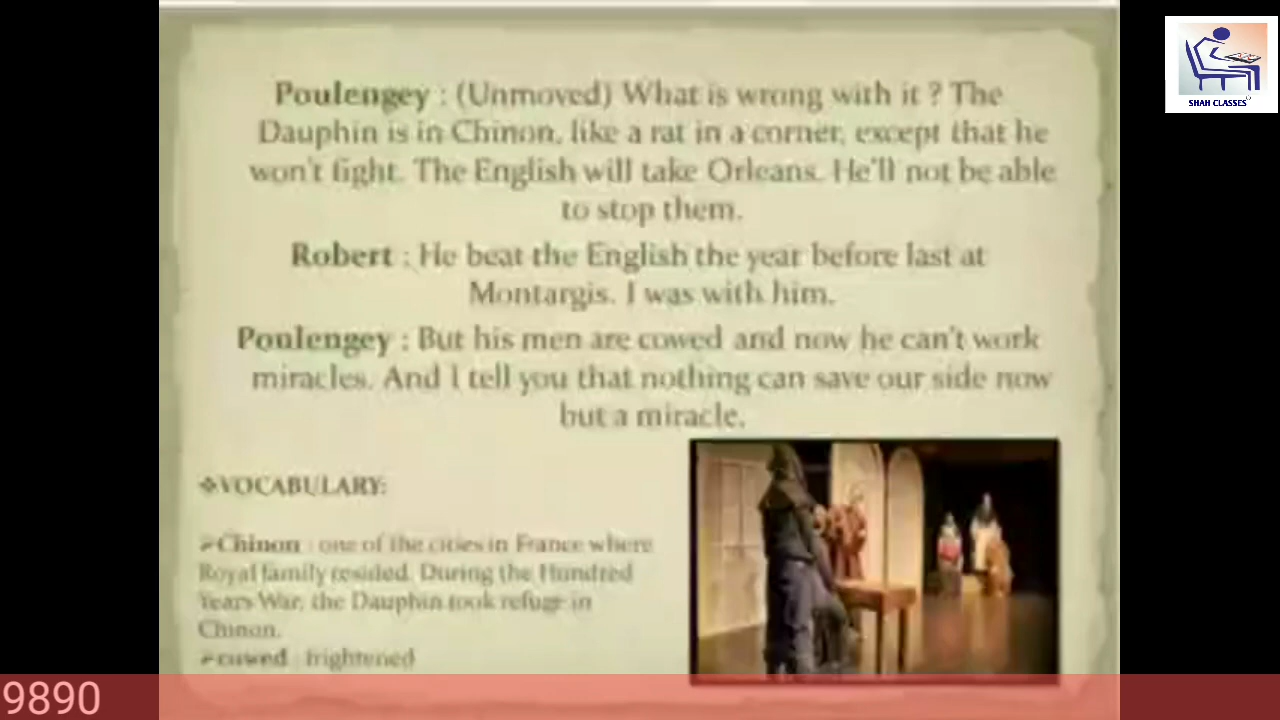 SHAH CLASSES
Poulengey : (Unmoved) What is wrong with it ? The
Dauphin is in Chinon, like a rat in a corner, except that he
won't fight. The English will take Orleans. He'll not be able
to stop them.
Robert : He beat the English the year before last at
Montargis. I was with him.
Poulengey : But his men are cowed and now he can't work
miracles. And I tell you that nothing can save our side now
but a miracle.
❖VOCABULARY:
➢Chinon : one of the cities in France where
Royal family resided. During the Hundred
Years War, the Dauphin took refuge in
Chinon.
➢cowed : frightened
9890